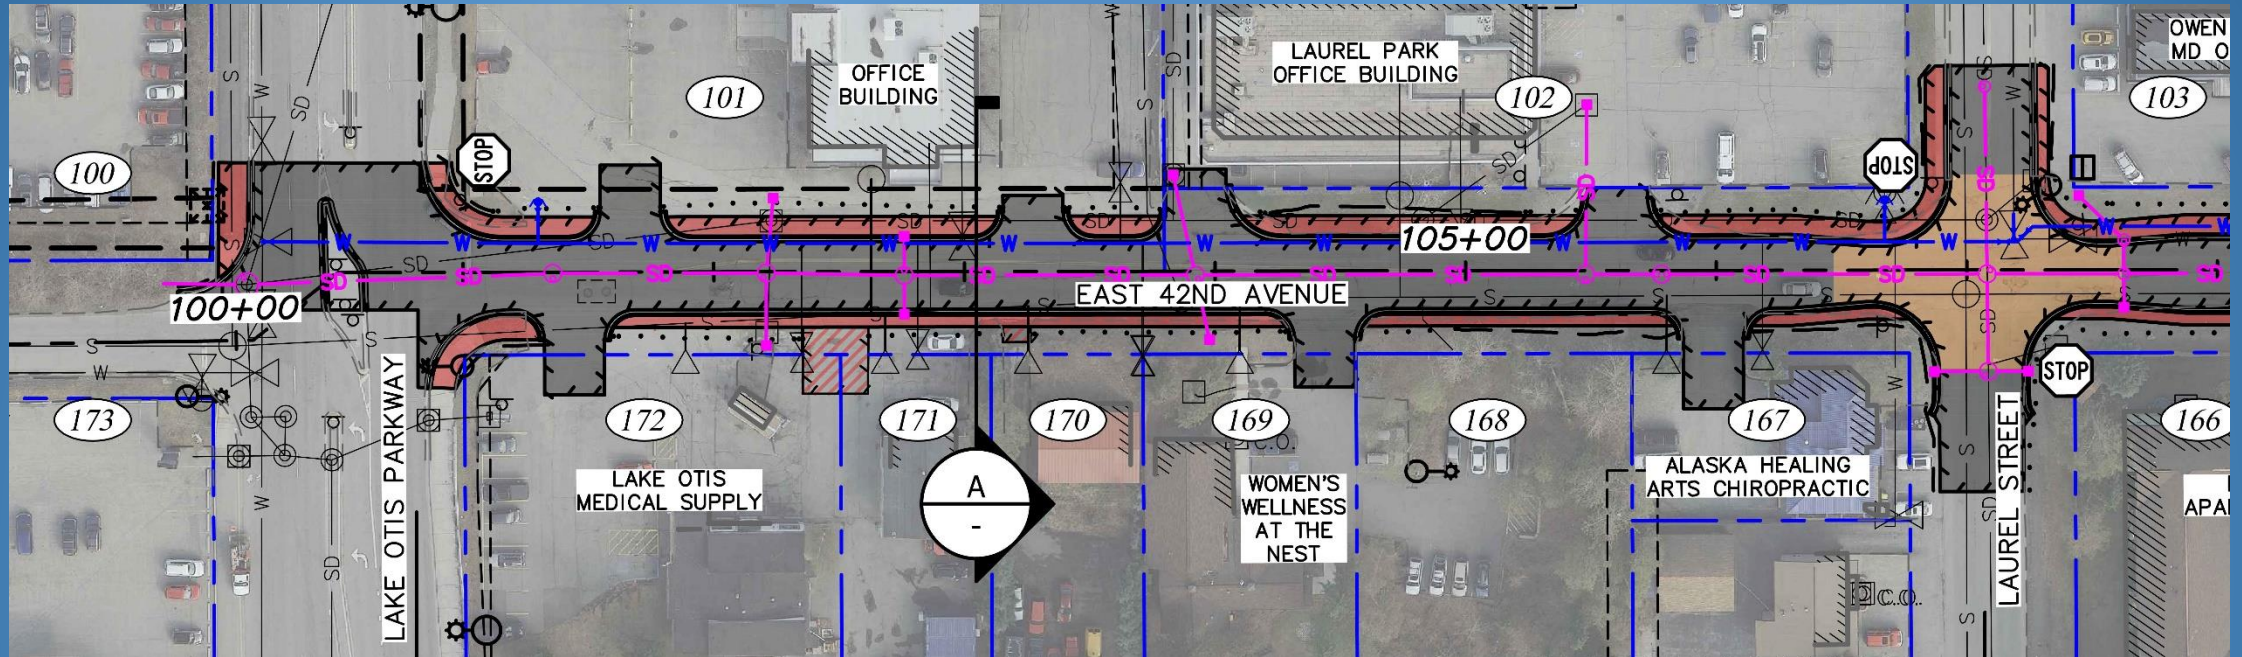 OFFICE
BUILDING
LAUREL PARK
OFFICE BUILDING
OWEN
MD O
101
102
103
100
STOP
STOP
105+00
100+00
EAST 42ND AVENUE
W
W
W
W
W
W
W
W
W
W
W
W
W
SD
SD
SD
SD
SD
SD
SD
SD
SD
SD
SD
SD
S
W
SD
STOP
LAKE OTIS PARKWAY
173
172
171
170
169
168
167
166
C.O.
A
-
LAKE OTIS
MEDICAL SUPPLY
WOMEN'S
WELLNESS
AT THE
NEST
ALASKA HEALING
ARTS CHIROPRACTIC
LAUREL STREET
APA
C.O.